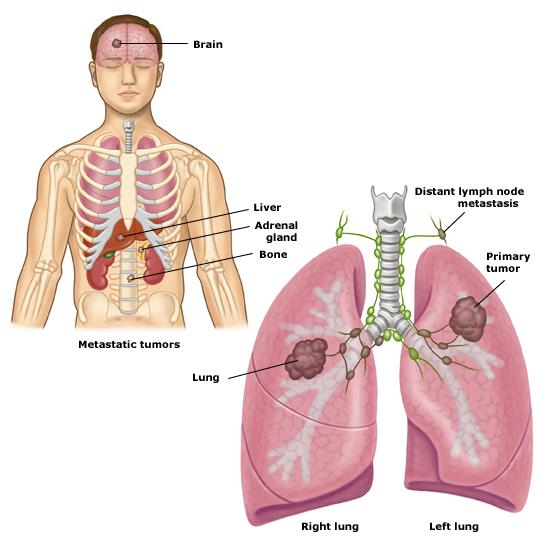 Brain
Liver
Adrenal
gland
Bone
Metastatic tumors
Distant lymph node
metastasis
Primary
tumor
Lung
Right lung
Left lung